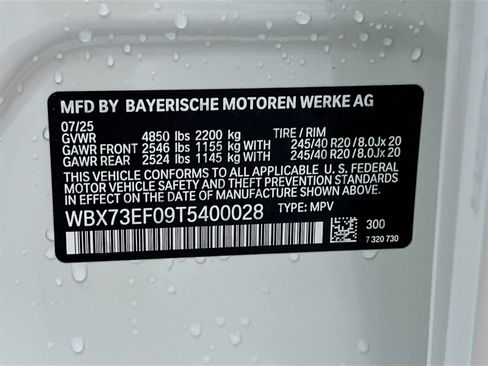 MFD BY BAYERISCHE MOTOREN WERKE AG
07/25
GVWR 4850 lbs 2200 kg TIRE / RIM
GAWR FRONT 2546 lbs 1155 kg WITH 245/40 R20 / 8.0Jx 20
GAWR REAR 2524 lbs 1145 kg WITH 245/40 R20 / 8.0Jx 20
THIS VEHICLE CONFORMS TO ALL APPLICABLE U. S. FEDERAL
MOTOR VEHICLE SAFETY AND THEFT PREVENTION STANDARDS
IN EFFECT ON THE DATE OF MANUFACTURE SHOWN ABOVE.
WBX73EF09T5400028 TYPE: MPV
300
7 320 730